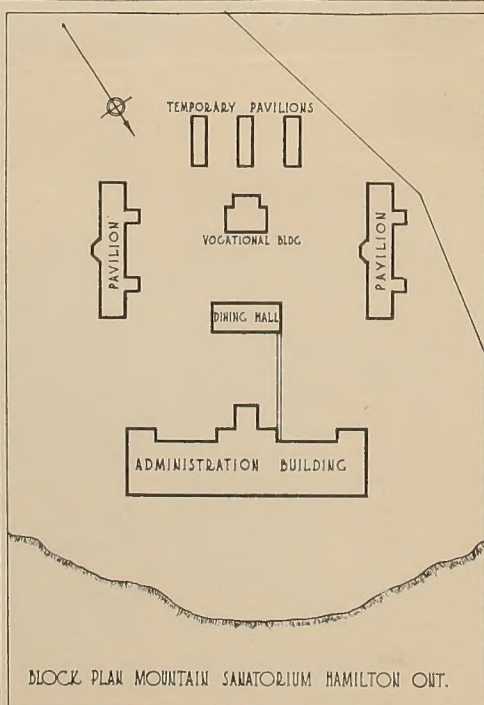 TEMPORARY PAVILIONS
PAVILION
VOCATIONAL BLDG
PAVILION
DINING HALL
ADMINISTRATION BUILDING
BLOCK PLAN MOUNTAIN SANATORIUM HAMILTON ONT.